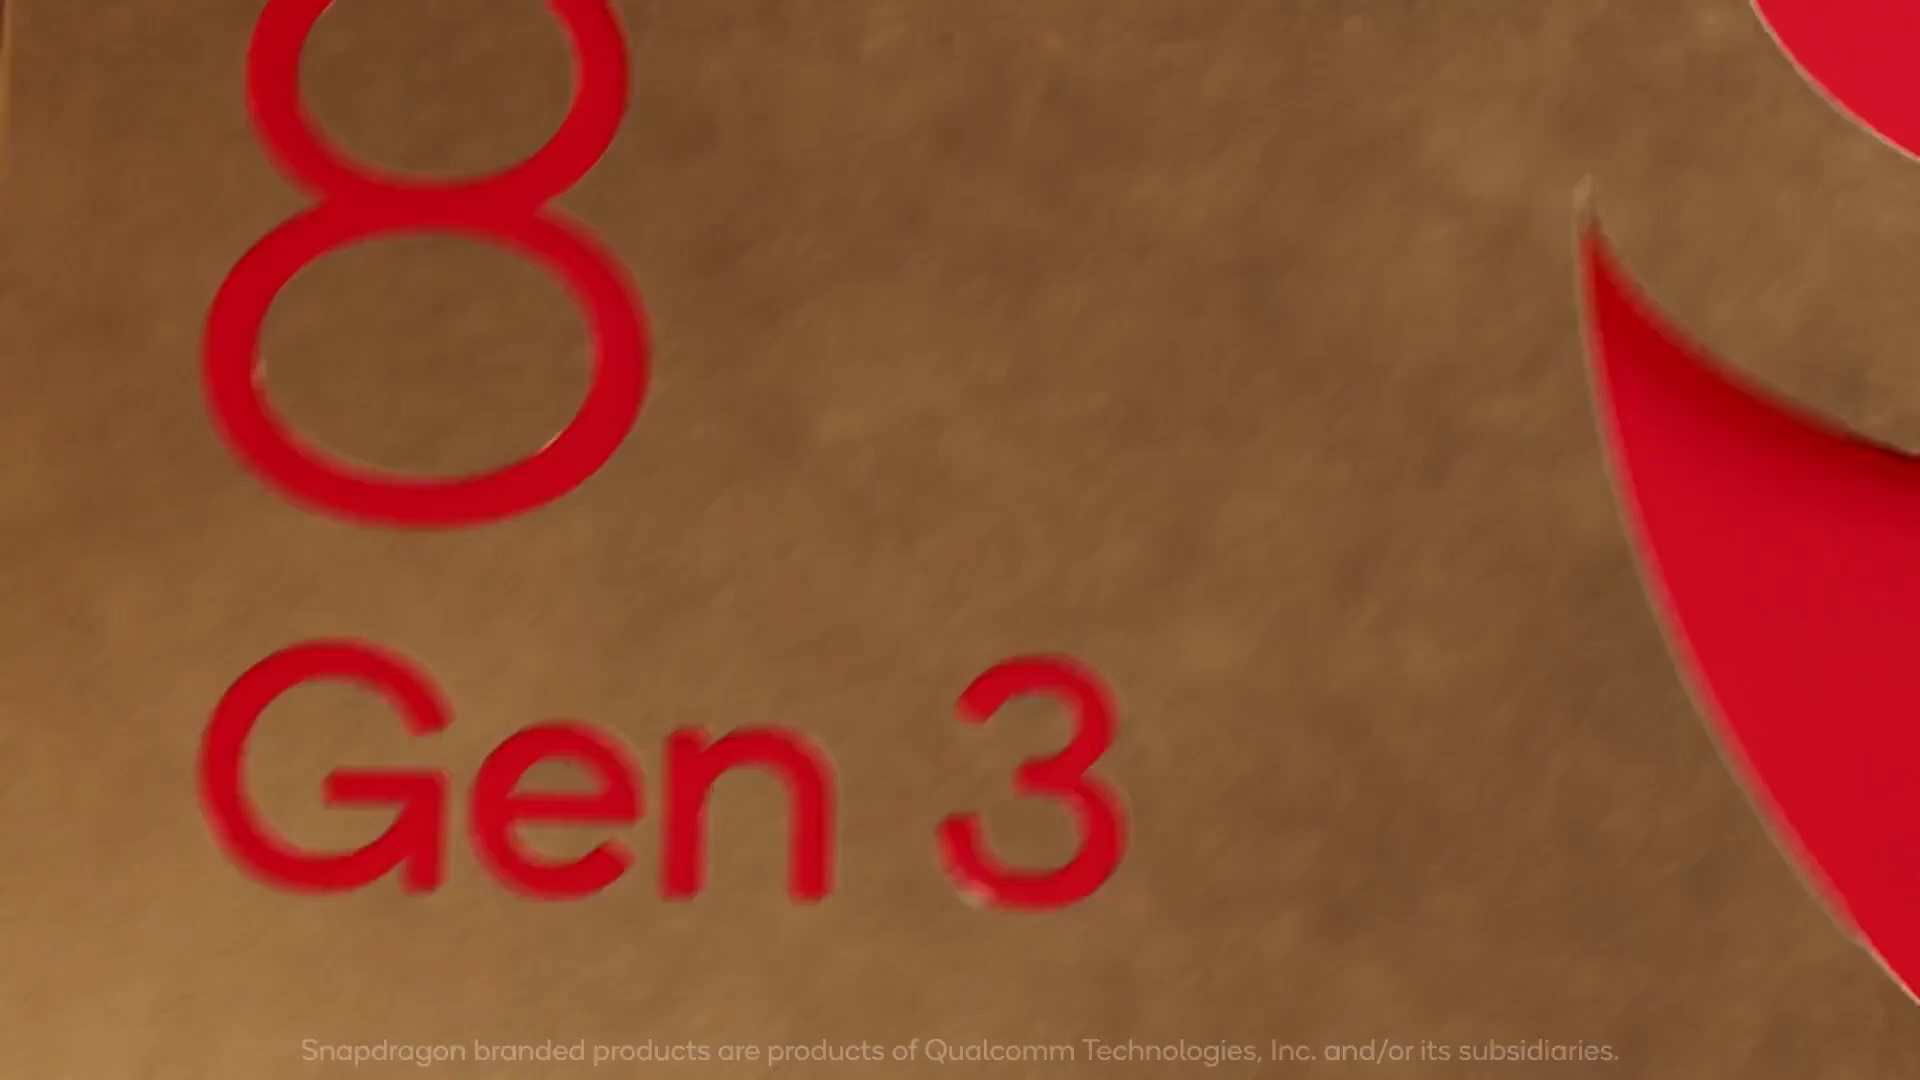 8
Gen 3
Snapdragon branded products are products of Qualcomm Technologies, Inc. and/or its subsidiaries.